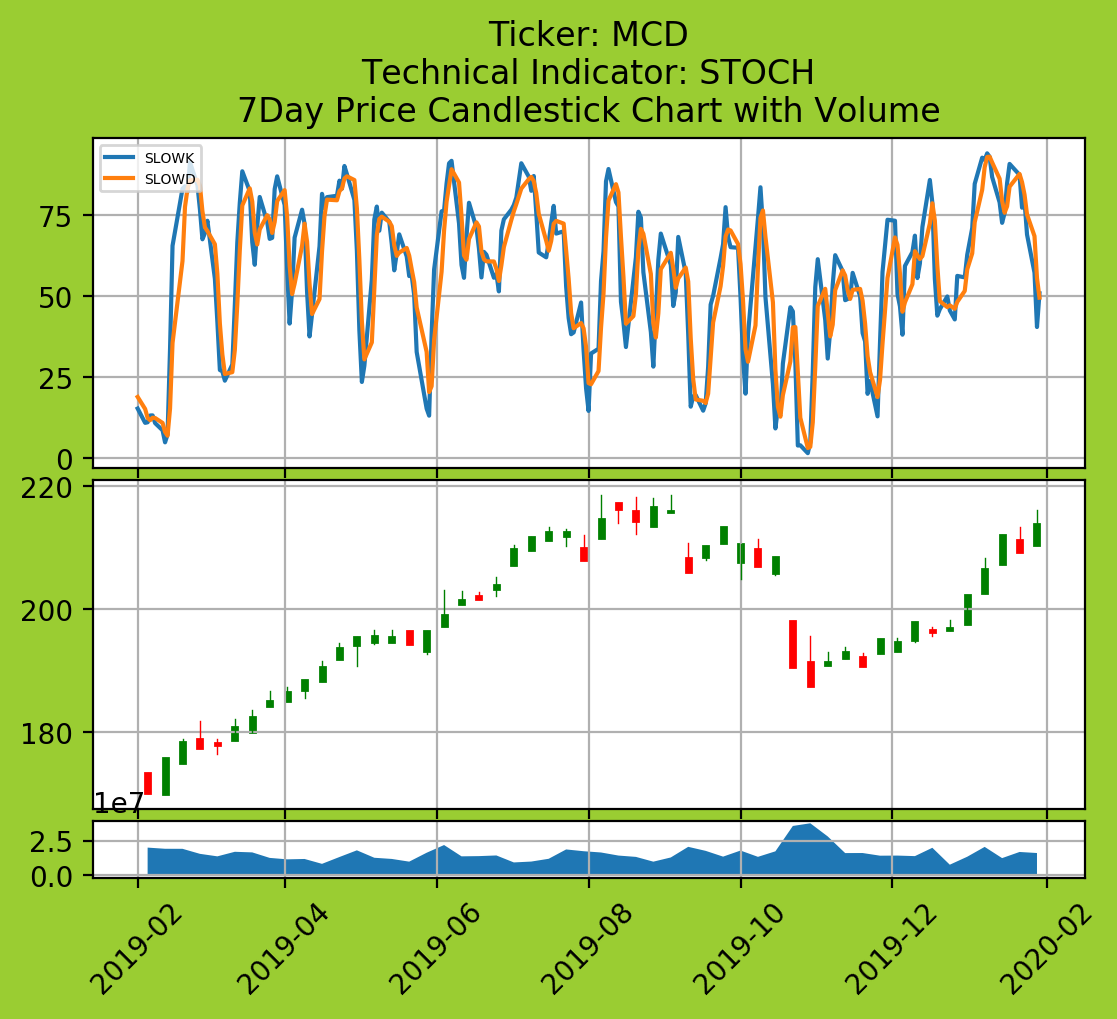 Ticker: MCD
Technical Indicator: STOCH
7Day Price Candlestick Chart with Volume
SLOWK
SLOWD
75
50
25
0
220
200
180
1e7
2.5
0.0
2019-02
2019-04
2019-06
2019-08
2019-10
2019-12
2020-02